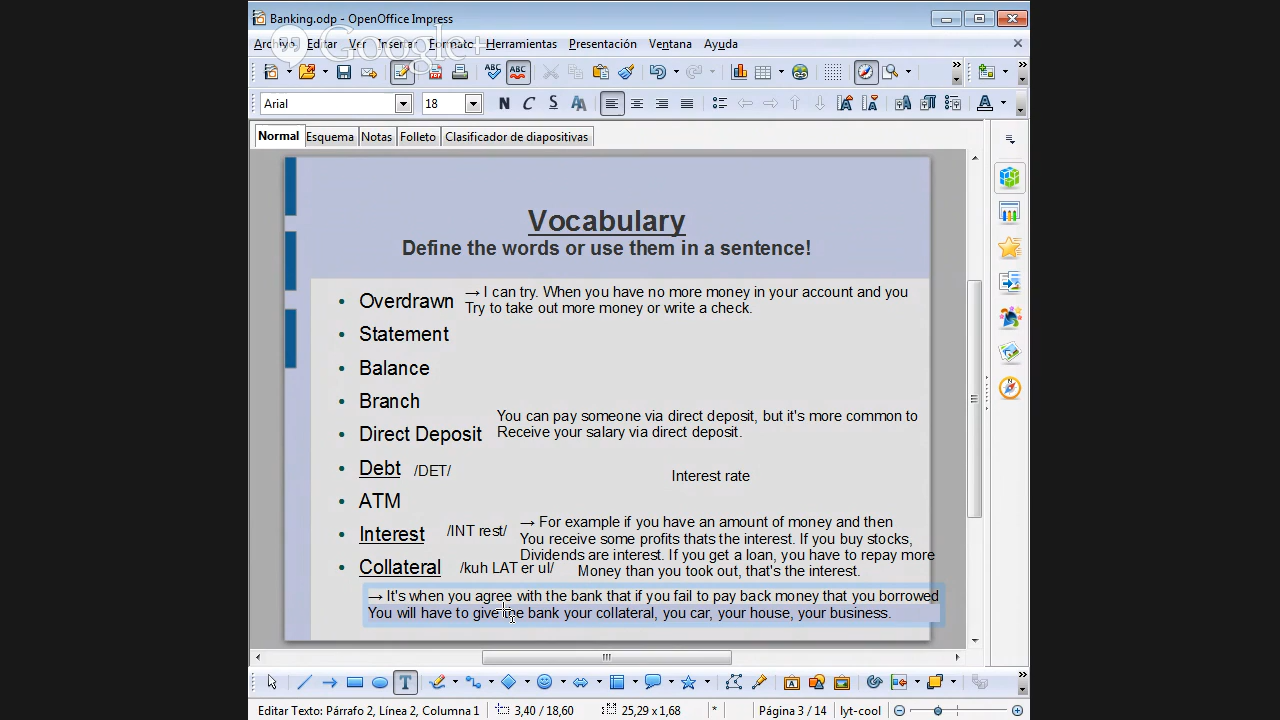 Banking.odp - OpenOffice Impress
Archivo Editar Ver Insertar Formato Herramientas Presentación Ventana Ayuda
Google+
Arial 18 N C S
Normal Esquema Notas Folleto Clasificador de diapositivas
Vocabulary
Define the words or use them in a sentence!
• Overdrawn → I can try. When you have no more money in your account and you
Try to take out more money or write a check.
• Statement
• Balance
• Branch
You can pay someone via direct deposit, but it's more common to
• Direct Deposit Receive your salary via direct deposit.
• Debt /DET/ Interest rate
• ATM
→ For example if you have an amount of money and then
• Interest /INT rest/ You receive some profits thats the interest. If you buy stocks,
Dividends are interest. If you get a loan, you have to repay more
• Collateral /kuh LAT er ul/ Money than you took out, that's the interest.
→ It's when you agree with the bank that if you fail to pay back money that you borrowed
You will have to give the bank your collateral, you car, your house, your business.
Editar Texto: Párrafo 2, Línea 2, Columna 1 3,40 / 18,60 25,29 x 1,68 * Página 3 / 14 lyt-cool